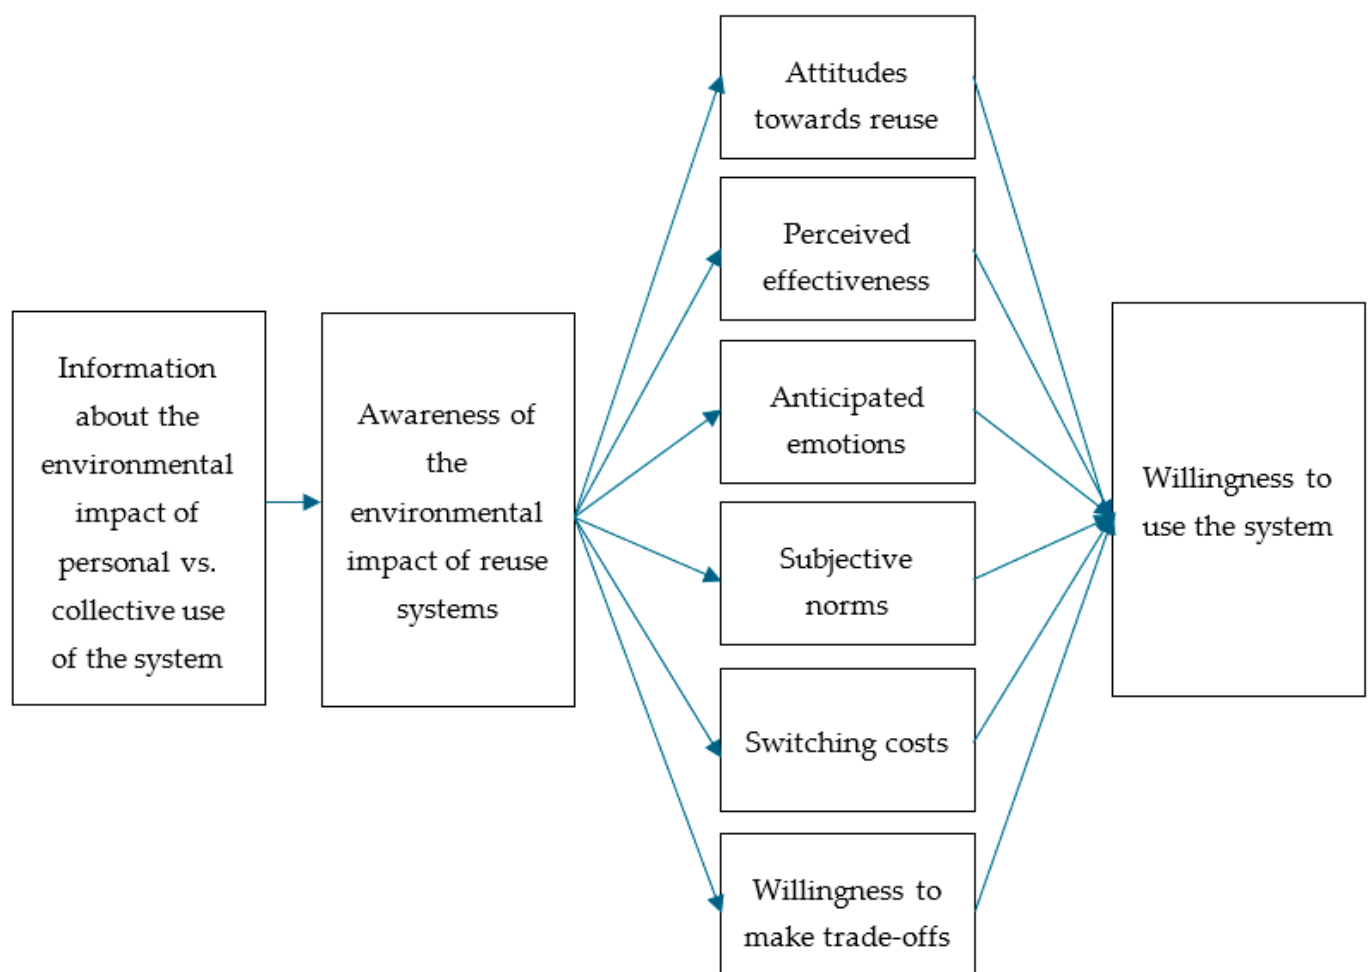 Information
about the
environmental
impact of
personal vs.
collective use
of the system
Awareness of
the
environmental
impact of reuse
systems
Attitudes
towards reuse
Perceived
effectiveness
Anticipated
emotions
Subjective
norms
Switching costs
Willingness to
make trade-offs
Willingness to
use the system